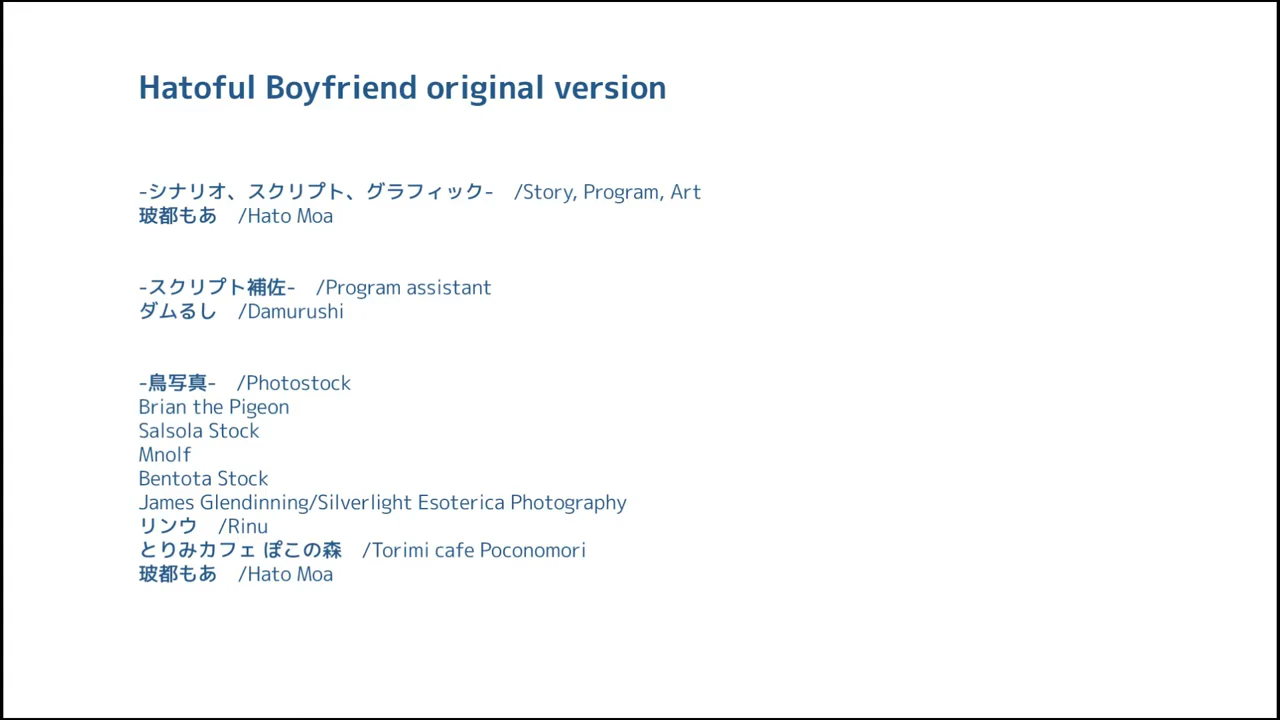 Hatoful Boyfriend original version
-シナリオ、スクリプト、グラフィック-　/Story, Program, Art
玻都もあ　/Hato Moa
-スクリプト補佐-　/Program assistant
ダムるし　/Damurushi
-鳥写真-　/Photostock
Brian the Pigeon
Salsola Stock
Mnolf
Bentota Stock
James Glendinning/Silverlight Esoterica Photography
リンウ　/Rinu
とりみカフェ ぽこの森　/Torimi cafe Poconomori
玻都もあ　/Hato Moa